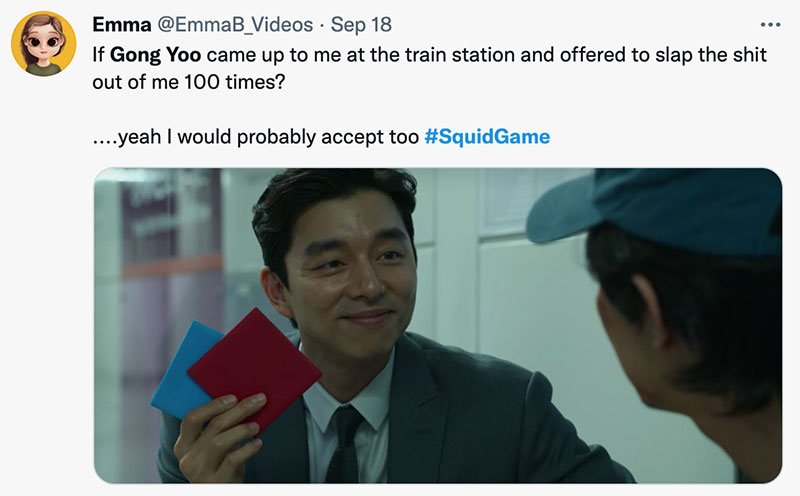 Emma @EmmaB_Videos · Sep 18
If Gong Yoo came up to me at the train station and offered to slap the shit
out of me 100 times?
....yeah I would probably accept too #SquidGame